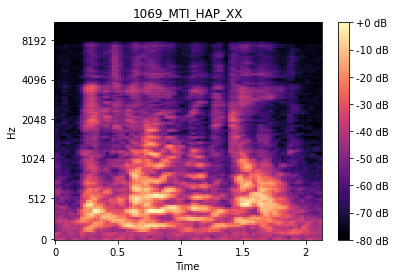 1069_MTI_HAP_XX
+0 dB
8192
-10 dB
-20 dB
4096
-30 dB
Hz
2048
-40 dB
1024
-50 dB
-60 dB
512
-70 dB
0
-80 dB
0 0.5 1 1.5 2
Time